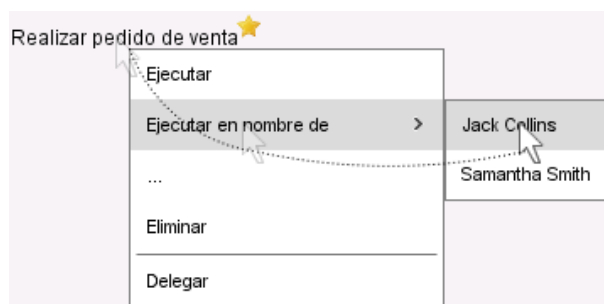 Realizar pedido de venta
Ejecutar
Ejecutar en nombre de >
Jack Collins
Samantha Smith
...
Eliminar
Delegar